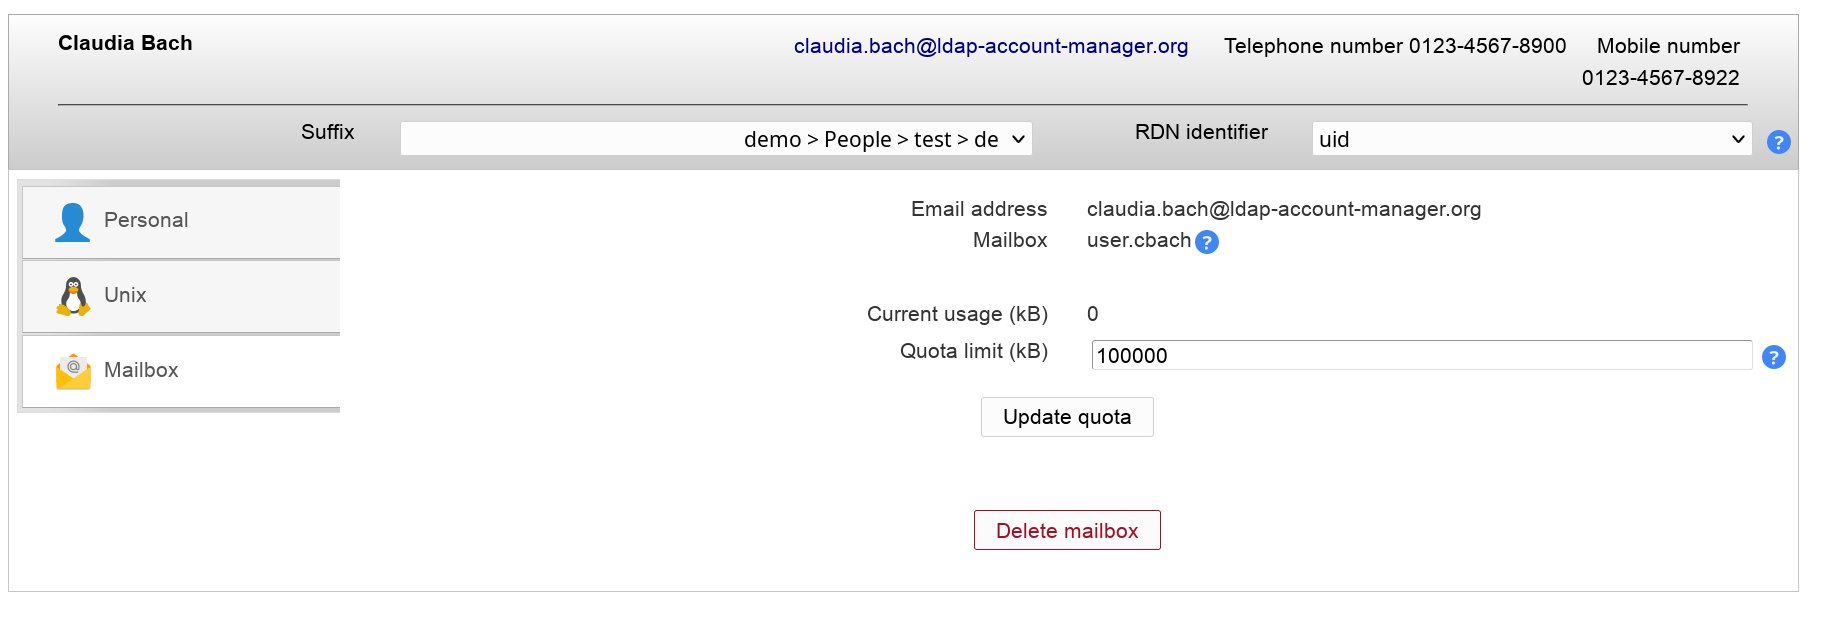 Claudia Bach
claudia.bach@ldap-account-manager.org Telephone number 0123-4567-8900 Mobile number
0123-4567-8922
Suffix demo > People > test > de RDN identifier uid ?
Personal
Unix
@ Mailbox
Email address claudia.bach@ldap-account-manager.org
Mailbox user.cbach ?
Current usage (kB) 0
Quota limit (kB) 100000 ?
Update quota
Delete mailbox